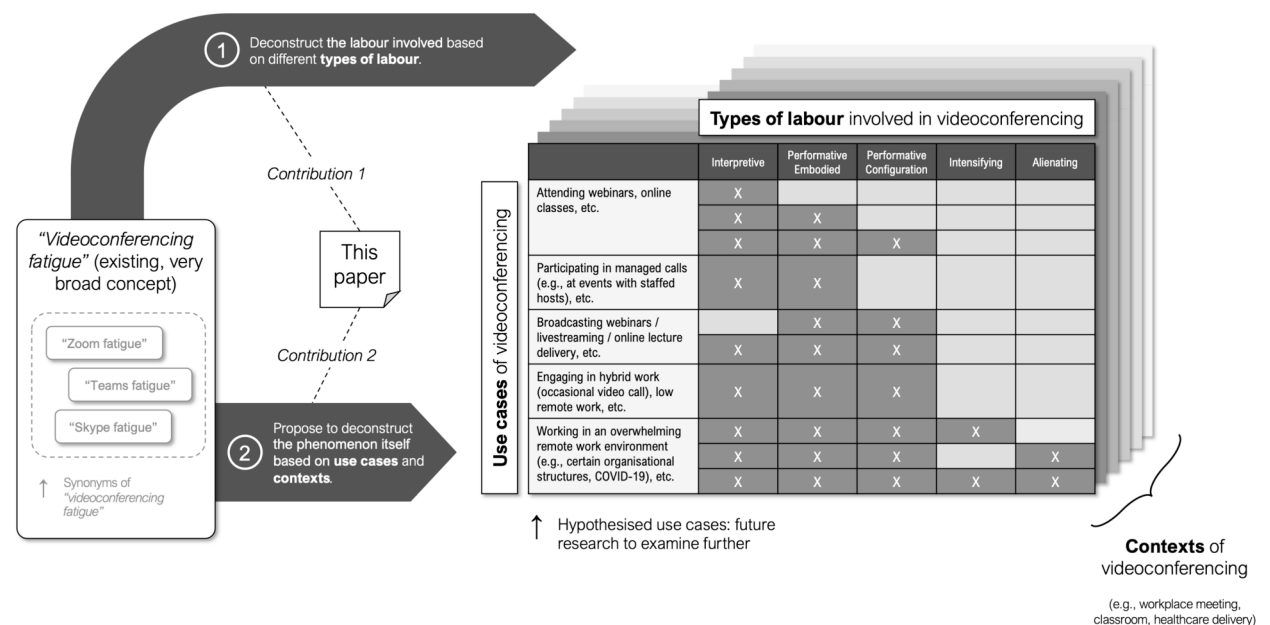 1
Deconstruct the labour involved based
on different types of labour.
Contribution 1
"Videoconferencing
fatigue" (existing, very
broad concept)
"Zoom fatigue"
"Teams fatigue"
"Skype fatigue"
↑ Synonyms of
"videoconferencing
fatigue"
This
paper
Contribution 2
2
Propose to deconstruct
the phenomenon itself
based on use cases and
contexts.
Types of labour involved in videoconferencing
Use cases of videoconferencing
Interpretive
Performative
Embodied
Performative
Configuration
Intensifying
Alienating
Attending webinars, online
classes, etc.
X
X X
X X X
Participating in managed calls
(e.g., at events with staffed
hosts), etc.
X X
Broadcasting webinars /
livestreaming / online lecture
delivery, etc.
X X
X X X
Engaging in hybrid work
(occasional video call), low
remote work, etc.
X X X
Working in an overwhelming
remote work environment
(e.g., certain organisational
structures, COVID-19), etc.
X X X X
X X X X
X X X X X
↑ Hypothesised use cases: future
research to examine further
Contexts of
videoconferencing
(e.g., workplace meeting,
classroom, healthcare delivery)